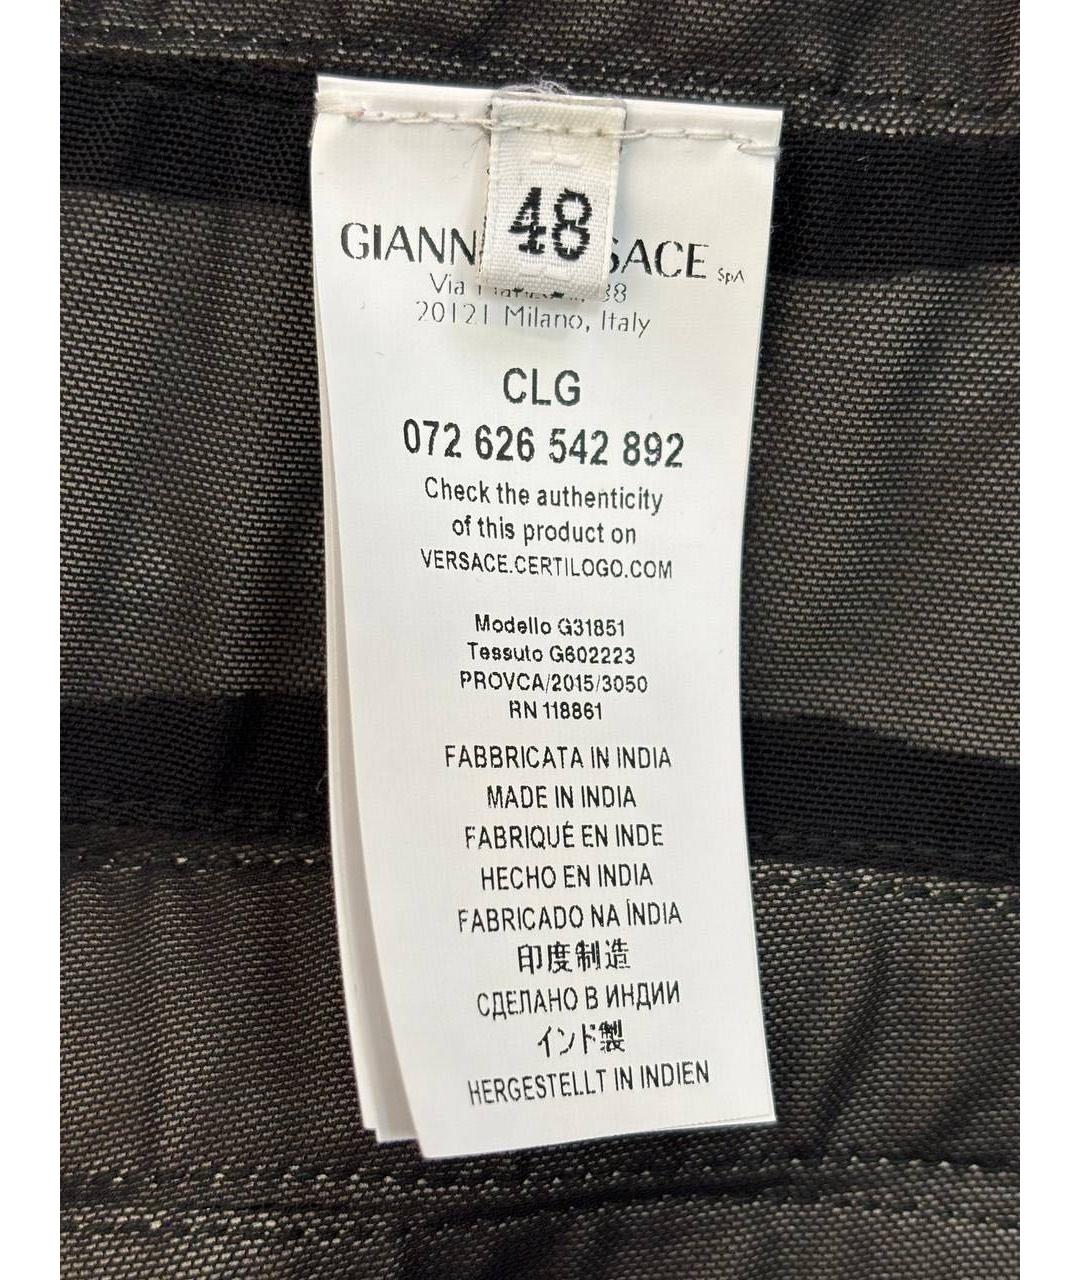 48
GIANN SACE SpA
Via 38
20121 Milano, Italy
CLG
072 626 542 892
Check the authenticity
of this product on
VERSACE.CERTILOGO.COM
Modello G31851
Tessuto G602223
PROVCA/2015/3050
RN 118861
FABBRICATA IN INDIA
MADE IN INDIA
FABRIQUÉ EN INDE
HECHO EN INDIA
FABRICADO NA ÍNDIA
印度制造
СДЕЛАНО В ИНДИИ
インド製
HERGESTELLT IN INDIEN